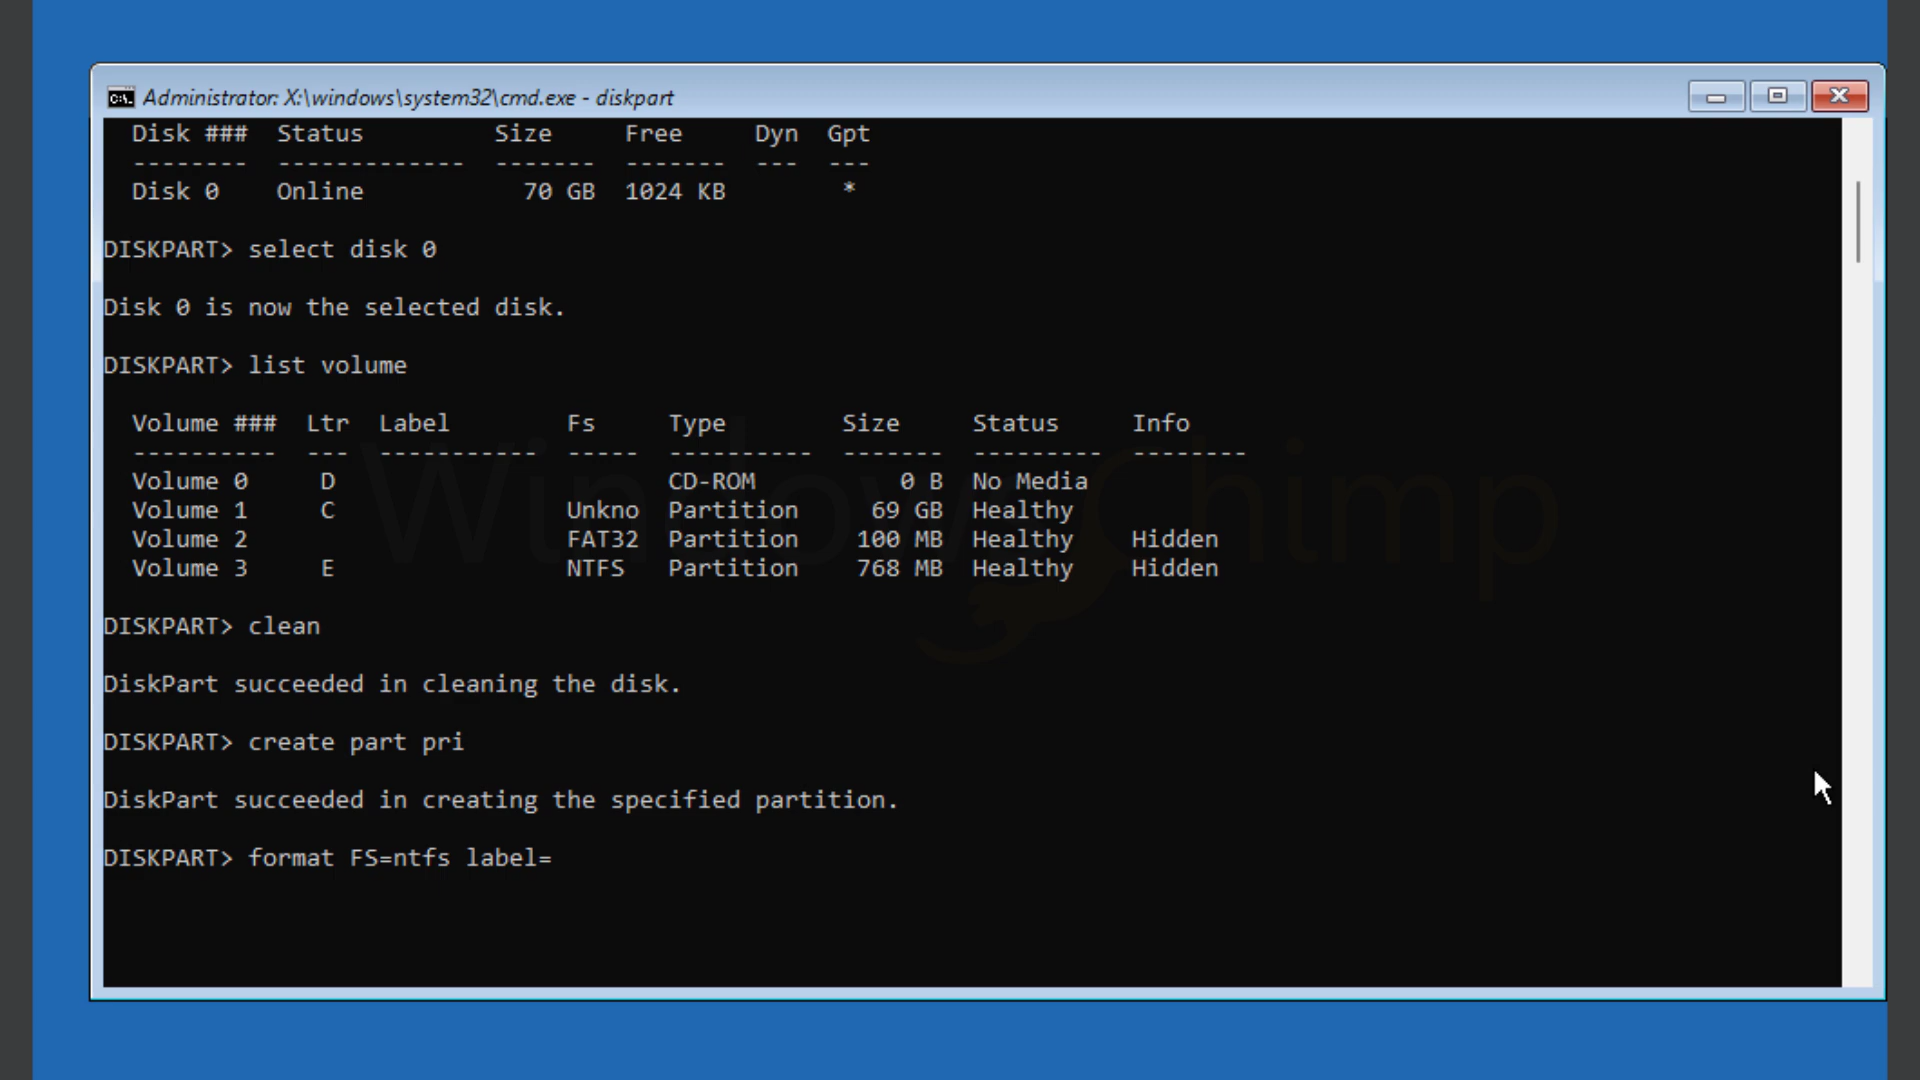 Administrator: X:\windows\system32\cmd.exe - diskpart
  Disk ###  Status         Size     Free     Dyn  Gpt
  --------  -------------  -------  -------  ---  ---
  Disk 0    Online           70 GB  1024 KB        *
DISKPART> select disk 0
Disk 0 is now the selected disk.
DISKPART> list volume
  Volume ###  Ltr  Label        Fs     Type        Size     Status     Info
  ----------  ---  -----------  -----  ----------  -------  ---------  --------
  Volume 0     D                       CD-ROM          0 B  No Media
  Volume 1     C                Unkno  Partition     69 GB  Healthy
  Volume 2                      FAT32  Partition    100 MB  Healthy    Hidden
  Volume 3     E                NTFS   Partition    768 MB  Healthy    Hidden
DISKPART> clean
DiskPart succeeded in cleaning the disk.
DISKPART> create part pri
DiskPart succeeded in creating the specified partition.
DISKPART> format FS=ntfs label=